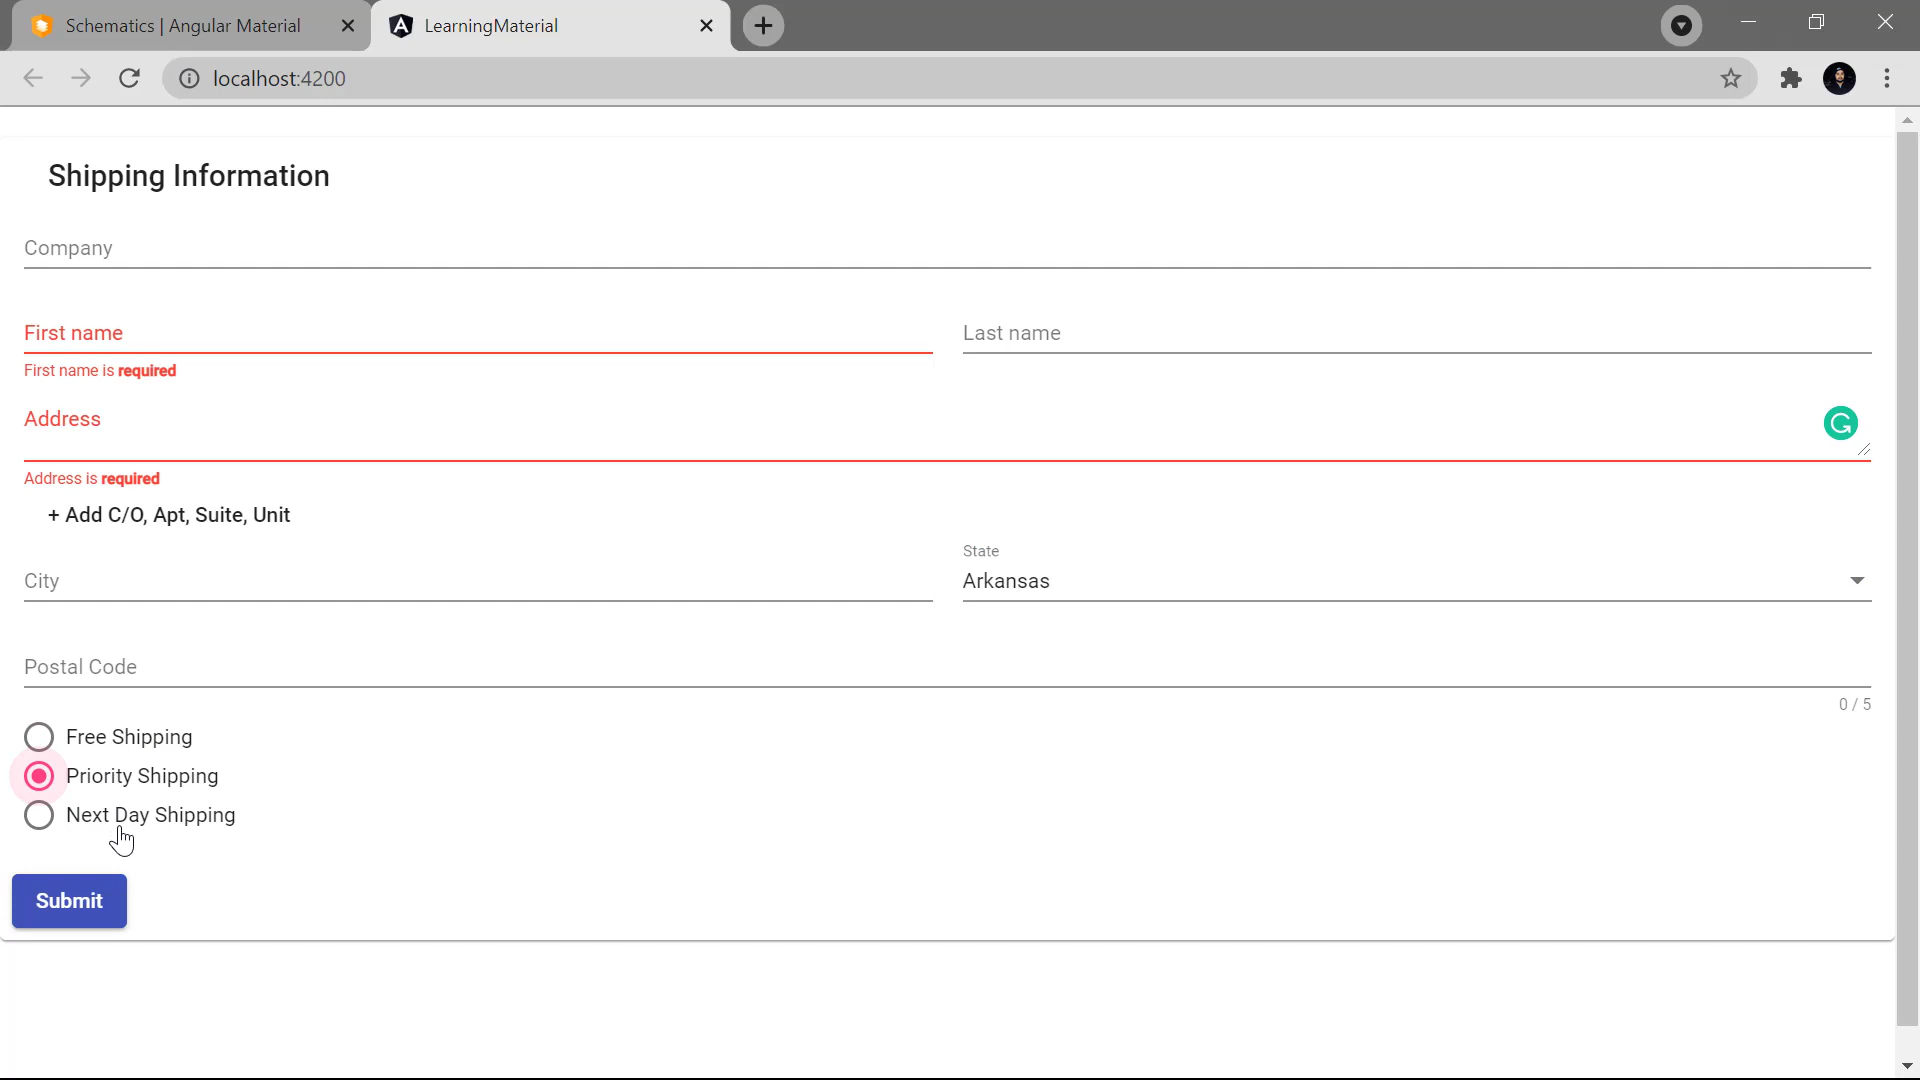 Schematics | Angular Material
LearningMaterial
localhost:4200
Shipping Information
Company
First name
Last name
First name is required
Address
Address is required
+ Add C/O, Apt, Suite, Unit
State
City
Arkansas
Postal Code
0 / 5
Free Shipping
Priority Shipping
Next Day Shipping
Submit